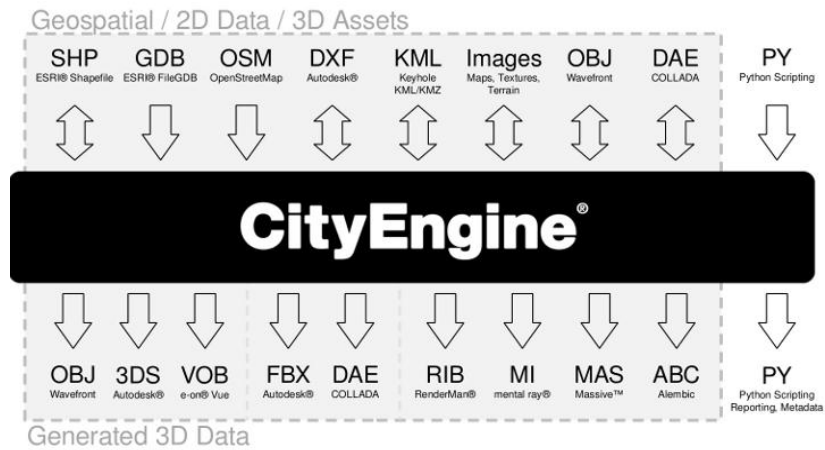 Geospatial / 2D Data / 3D Assets
SHP GDB OSM DXF KML Images OBJ DAE PY
ESRI® Shapefile ESRI® FileGDB OpenStreetMap Autodesk® Keyhole Maps, Textures, Wavefront COLLADA Python Scripting
KML/KMZ Terrain
CityEngine®
OBJ 3DS VOB FBX DAE RIB MI MAS ABC PY
Wavefront Autodesk® e-on® Vue Autodesk® COLLADA RenderMan® mental ray® Massive™ Alembic Python Scripting
Reporting, Metadata
Generated 3D Data